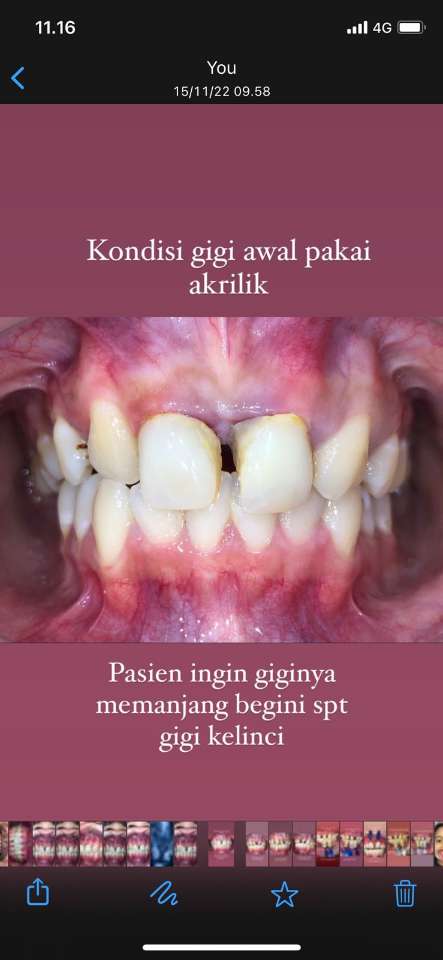 11.16
4G
You
15/11/22 09.58
Kondisi gigi awal pakai
akrilik
Pasien ingin giginya
memanjang begini spt
gigi kelinci